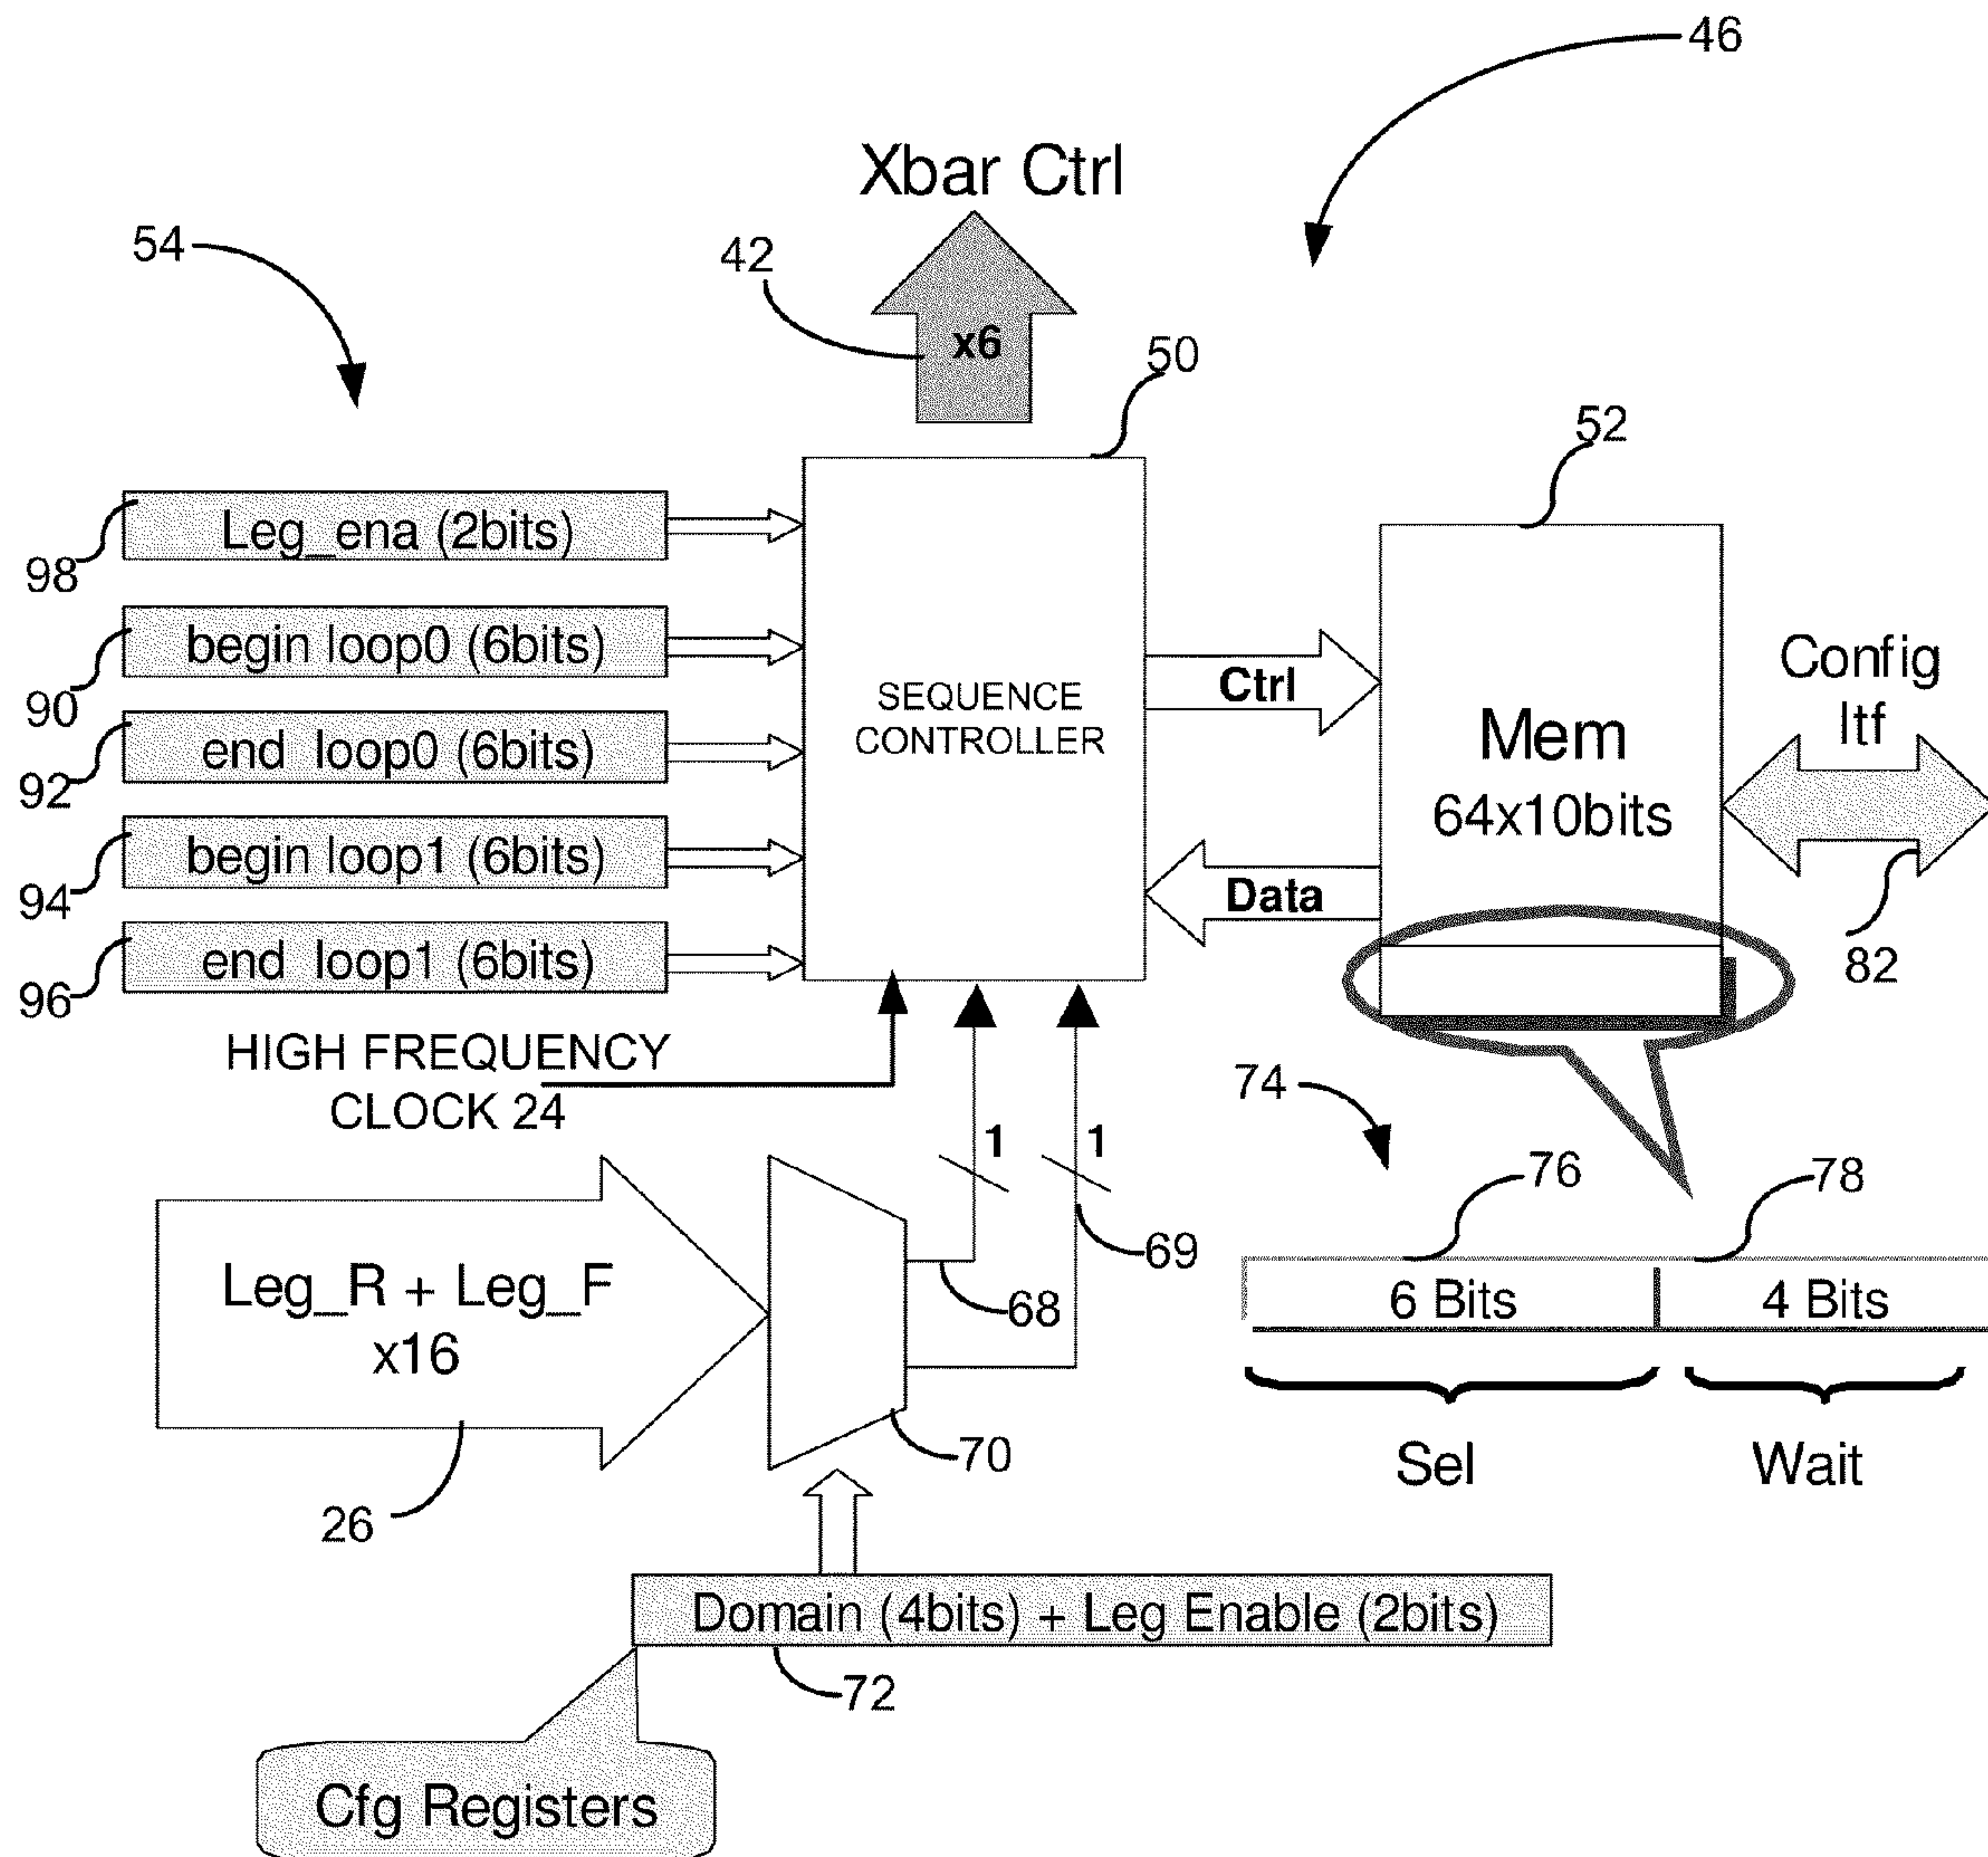 46
Xbar Ctrl
54
42
x6
50
52
Leg_ena (2bits)
98
begin loop0 (6bits)
90
end loop0 (6bits)
92
begin loop1 (6bits)
94
end loop1 (6bits)
96
SEQUENCE
CONTROLLER
Ctrl
Data
Mem
64x10bits
Config
Itf
82
HIGH FREQUENCY
CLOCK 24
74
1
1
76
78
69
Leg_R + Leg_F
x16
68
6 Bits
4 Bits
70
Sel
Wait
26
Domain (4bits) + Leg Enable (2bits)
72
Cfg Registers